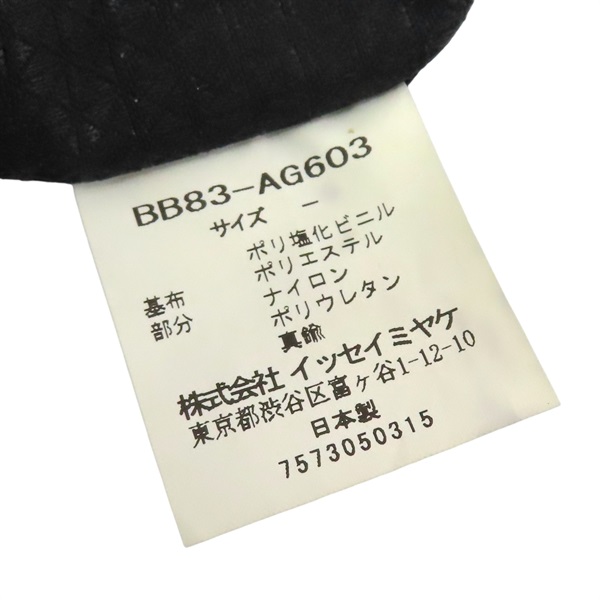 BB83-AG603
サイズ －
ポリ塩化ビニル
基布 ポリエステル
部分 ナイロン
ポリウレタン
真鍮
株式会社 イッセイミヤケ
東京都渋谷区富ヶ谷1-12-10
日本製
7573050315